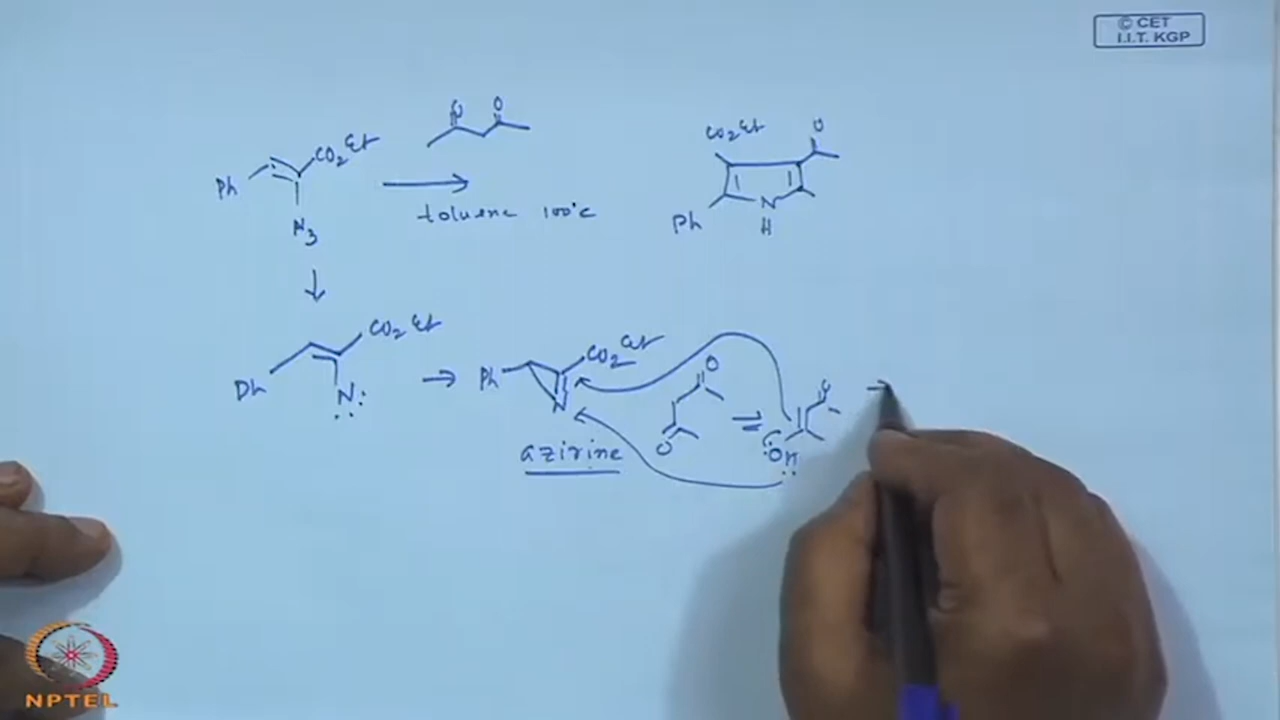 © CET
I.I.T. KGP
O O
Ph CO2Et
N3
toluene 100°C
CO2Et O
Ph N
H
Ph CO2Et
N:
Ph CO2Et
N
azirine
O
O
O
OH
NPTEL